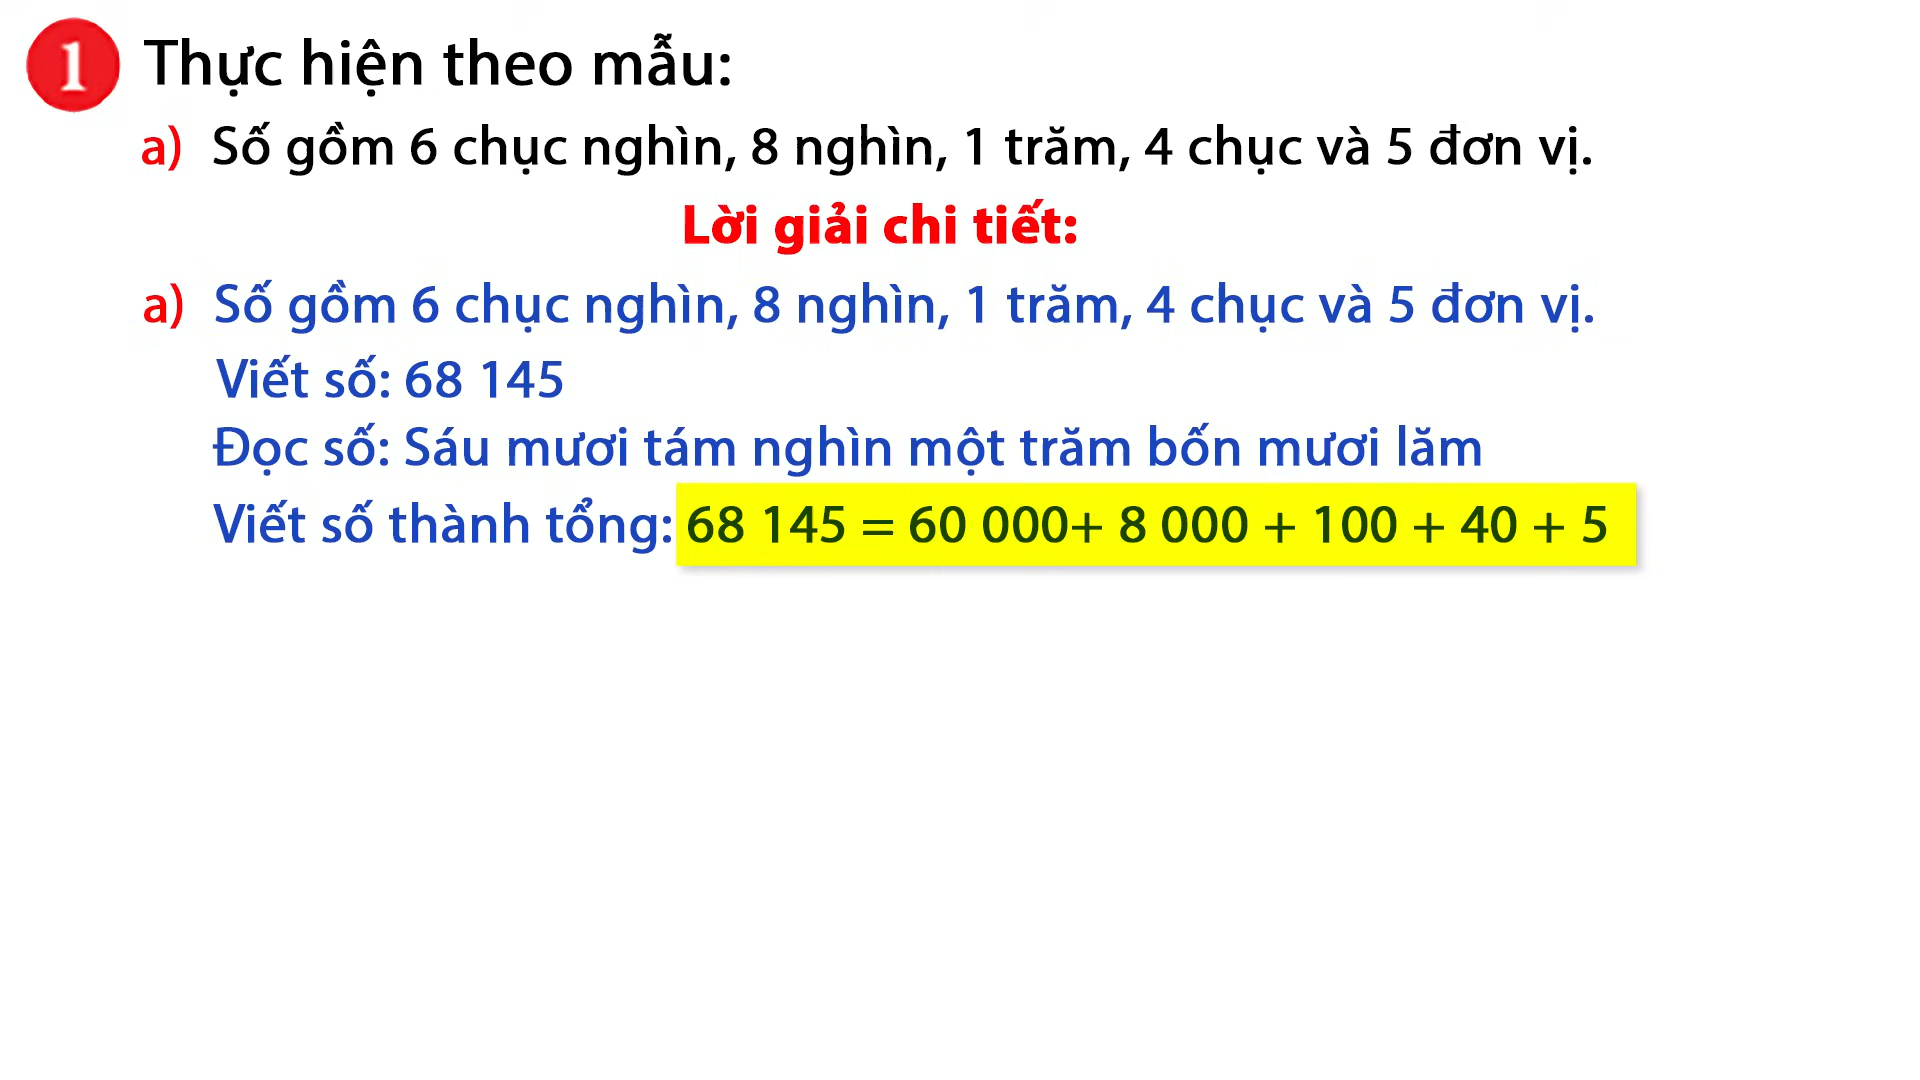 1 Thực hiện theo mẫu:
a) Số gồm 6 chục nghìn, 8 nghìn, 1 trăm, 4 chục và 5 đơn vị.
Lời giải chi tiết:
a) Số gồm 6 chục nghìn, 8 nghìn, 1 trăm, 4 chục và 5 đơn vị.
Viết số: 68 145
Đọc số: Sáu mươi tám nghìn một trăm bốn mươi lăm
Viết số thành tổng: 68 145 = 60 000+ 8 000 + 100 + 40 + 5